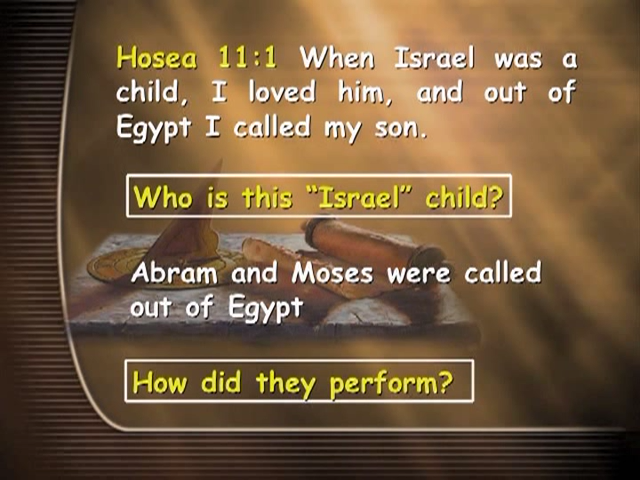 Hosea 11:1 When Israel was a
child, I loved him, and out of
Egypt I called my son.
Who is this “Israel” child?
Abram and Moses were called
out of Egypt
How did they perform?